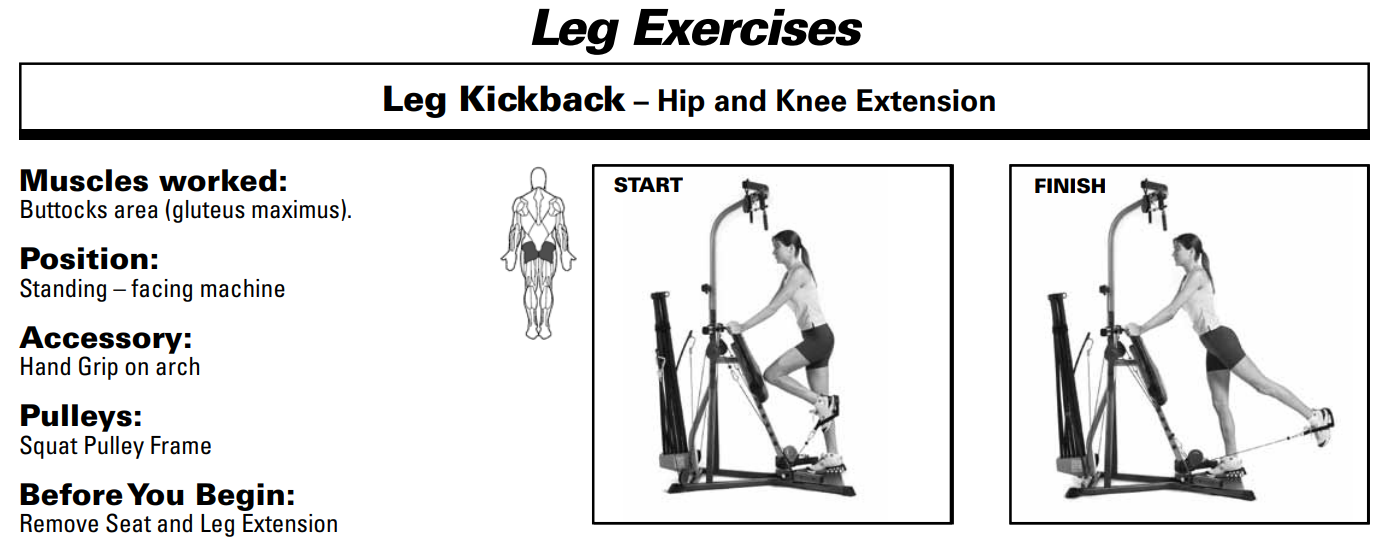 Leg Exercises
Leg Kickback – Hip and Knee Extension
Muscles worked:
Buttocks area (gluteus maximus).
Position:
Standing – facing machine
Accessory:
Hand Grip on arch
Pulleys:
Squat Pulley Frame
Before You Begin:
Remove Seat and Leg Extension
START
FINISH